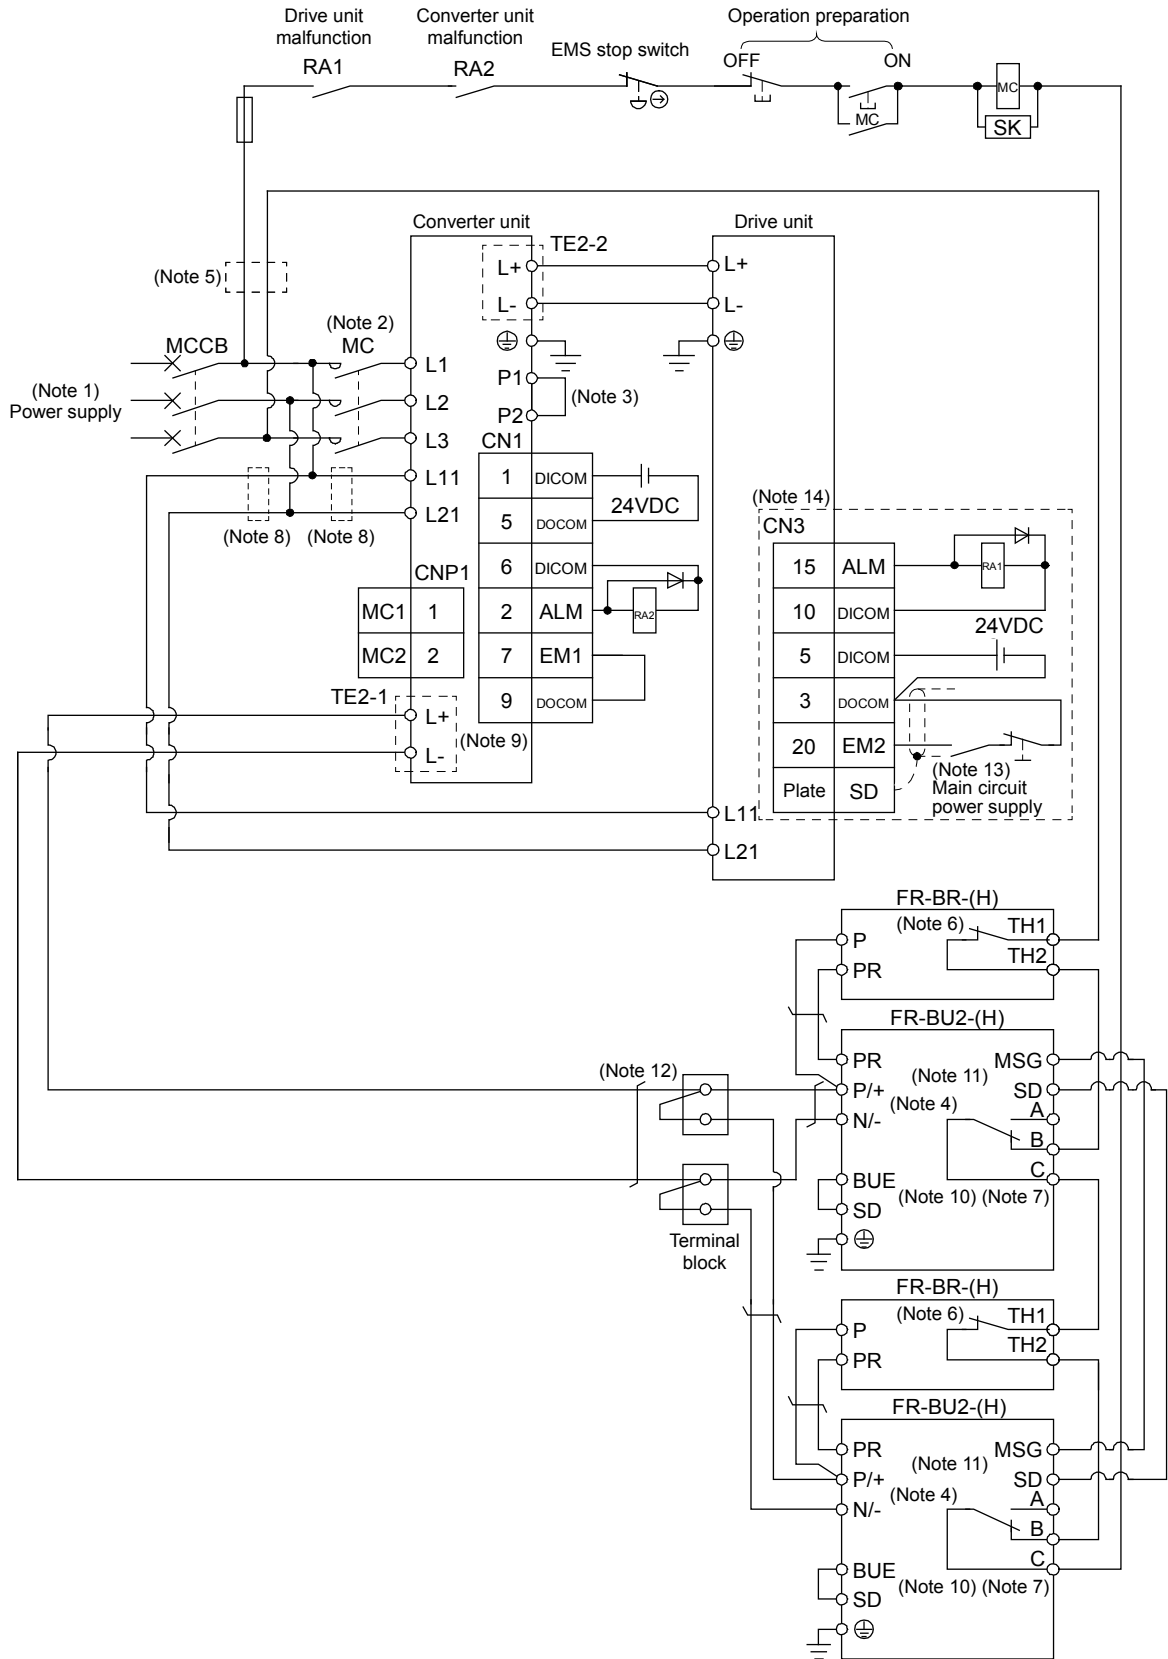 Drive unit
malfunction
RA1
Converter unit
malfunction
RA2
EMS stop switch
Operation preparation
OFF
ON
MC
SK
MC
Converter unit
Drive unit
TE2-2
L+
L+
(Note 5)
L-
L-
(Note 2)
MCCB
MC
L1
P1
(Note 1)
Power supply
L2
(Note 3)
P2
L3
CN1
L11
1 DICOM
24VDC
(Note 14)
L21
5 DOCOM
CN3
(Note 8) (Note 8)
6 DICOM
15 ALM
RA1
CNP1
MC1 1
2 ALM
RA2
10 DICOM
24VDC
MC2 2
7 EM1
5 DICOM
TE2-1
9 DOCOM
3 DOCOM
L+
(Note 9)
20 EM2
L-
(Note 13)
Main circuit
power supply
Plate SD
L11
L21
FR-BR-(H)
(Note 6)
TH1
P
TH2
PR
FR-BU2-(H)
PR
MSG
(Note 12)
(Note 11)
P/+
SD
(Note 4)
A
N/-
B
C
BUE
(Note 10) (Note 7)
SD
Terminal
block
FR-BR-(H)
(Note 6)
TH1
P
TH2
PR
FR-BU2-(H)
PR
MSG
(Note 11)
P/+
SD
(Note 4)
A
N/-
B
C
BUE
(Note 10) (Note 7)
SD